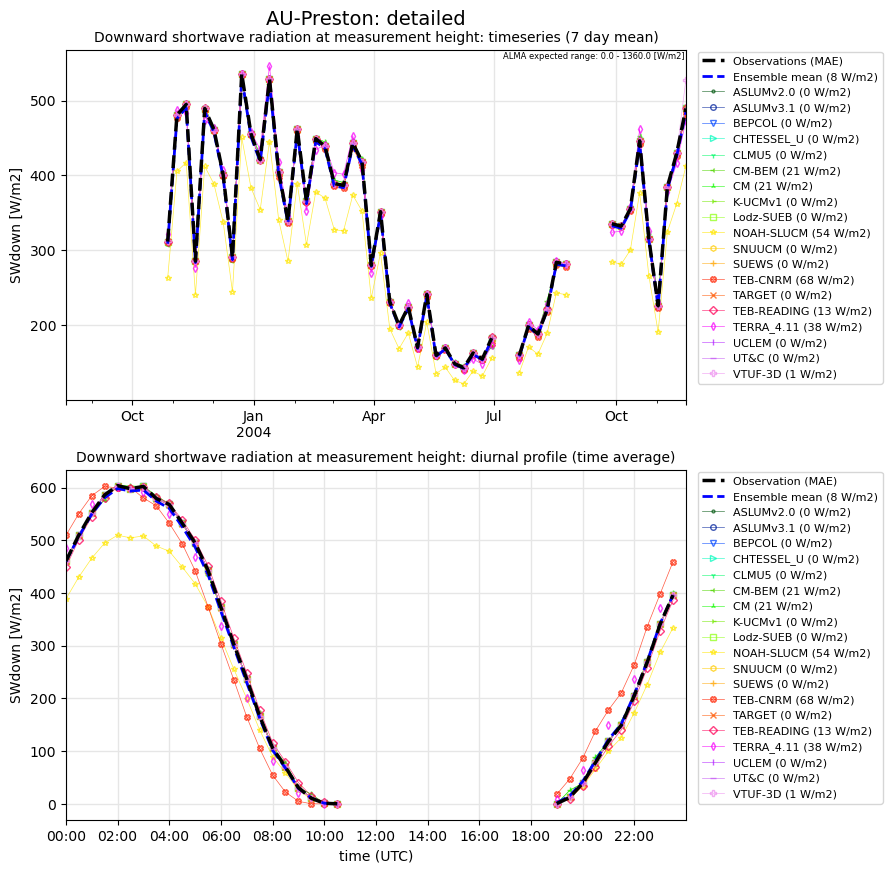 AU-Preston: detailed
Downward shortwave radiation at measurement height: timeseries (7 day mean)
ALMA expected range: 0.0 - 1360.0 [W/m2]
SWdown [W/m2]
500
400
300
200
Oct
Jan
2004
Apr
Jul
Oct
Observations (MAE)
Ensemble mean (8 W/m2)
ASLUMv2.0 (0 W/m2)
ASLUMv3.1 (0 W/m2)
BEPCOL (0 W/m2)
CHTESSEL_U (0 W/m2)
CLMU5 (0 W/m2)
CM-BEM (21 W/m2)
CM (21 W/m2)
K-UCMv1 (0 W/m2)
Lodz-SUEB (0 W/m2)
NOAH-SLUCM (54 W/m2)
SNUUCM (0 W/m2)
SUEWS (0 W/m2)
TEB-CNRM (68 W/m2)
TARGET (0 W/m2)
TEB-READING (13 W/m2)
TERRA_4.11 (38 W/m2)
UCLEM (0 W/m2)
UT&C (0 W/m2)
VTUF-3D (1 W/m2)
Downward shortwave radiation at measurement height: diurnal profile (time average)
SWdown [W/m2]
600
500
400
300
200
100
0
00:00
02:00
04:00
06:00
08:00
10:00
12:00
14:00
16:00
18:00
20:00
22:00
time (UTC)
Observation (MAE)
Ensemble mean (8 W/m2)
ASLUMv2.0 (0 W/m2)
ASLUMv3.1 (0 W/m2)
BEPCOL (0 W/m2)
CHTESSEL_U (0 W/m2)
CLMU5 (0 W/m2)
CM-BEM (21 W/m2)
CM (21 W/m2)
K-UCMv1 (0 W/m2)
Lodz-SUEB (0 W/m2)
NOAH-SLUCM (54 W/m2)
SNUUCM (0 W/m2)
SUEWS (0 W/m2)
TEB-CNRM (68 W/m2)
TARGET (0 W/m2)
TEB-READING (13 W/m2)
TERRA_4.11 (38 W/m2)
UCLEM (0 W/m2)
UT&C (0 W/m2)
VTUF-3D (1 W/m2)